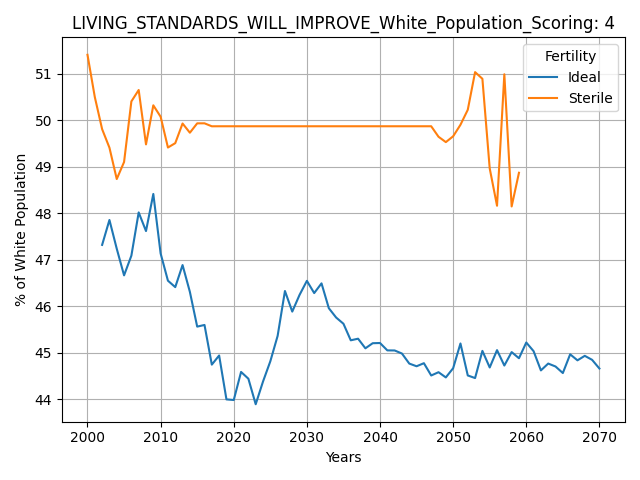 LIVING_STANDARDS_WILL_IMPROVE_White_Population_Scoring: 4
Fertility
Ideal
Sterile
% of White Population
51
50
49
48
47
46
45
44
2000 2010 2020 2030 2040 2050 2060 2070
Years